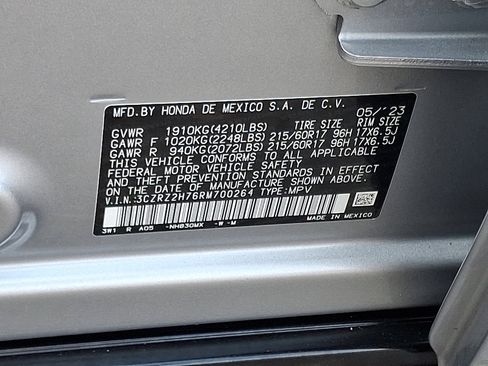 MFD.BY HONDA DE MEXICO S.A. DE C.V. 05/'23
TIRE SIZE RIM SIZE
GVWR 1910KG(4210LBS)
GAWR F 1020KG(2248LBS) 215/60R17 96H 17X6.5J
GAWR R 940KG(2072LBS) 215/60R17 96H 17X6.5J
THIS VEHICLE CONFORMS TO ALL APPLICABLE
FEDERAL MOTOR VEHICLE
SAFETY STANDARDS IN EFFECT
ON THE DATE OF MANUFACTURE SHOWN ABOVE.
V.I.N.:3CZRZ2H76RM700264 TYPE:MPV
3W1 R A05 -NH830MX -W -M MADE IN MEXICO